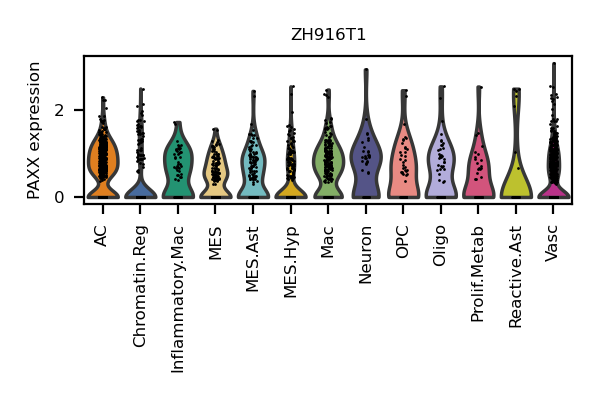 ZH916T1
PAXX expression
2
0
AC
Chromatin.Reg
Inflammatory.Mac
MES
MES.Ast
MES.Hyp
Mac
Neuron
OPC
Oligo
Prolif.Metab
Reactive.Ast
Vasc